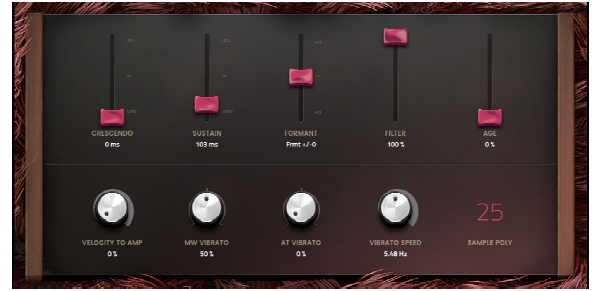 CRESCENDO SUSTAIN FORMANT FILTER AGE
0 ms 103 ms Frmt +/-0 100 % 0 %
25
VELOCITY TO AMP MW VIBRATO AT VIBRATO VIBRATO SPEED SAMPLE POLY
0 % 50 % 0 % 5.48 Hz